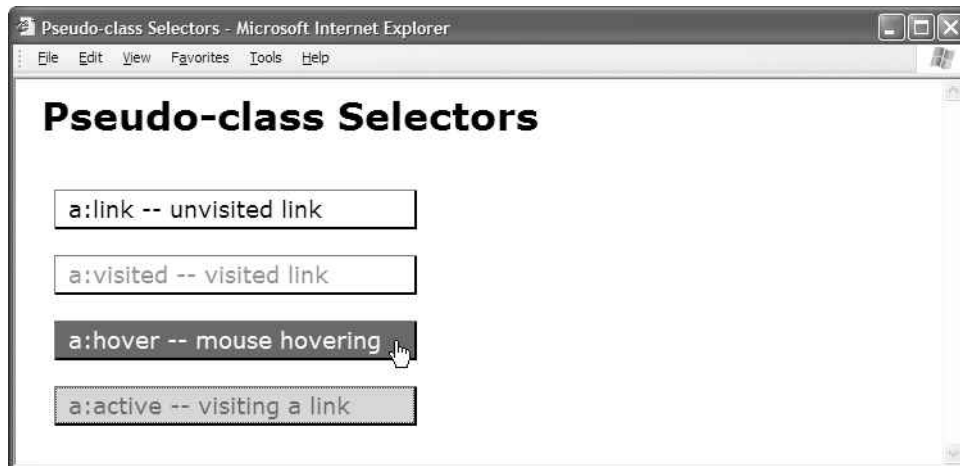 Pseudo-class Selectors - Microsoft Internet Explorer
File Edit View Favorites Tools Help
Pseudo-class Selectors
a:link -- unvisited link
a:visited -- visited link
a:hover -- mouse hovering
a:active -- visiting a link